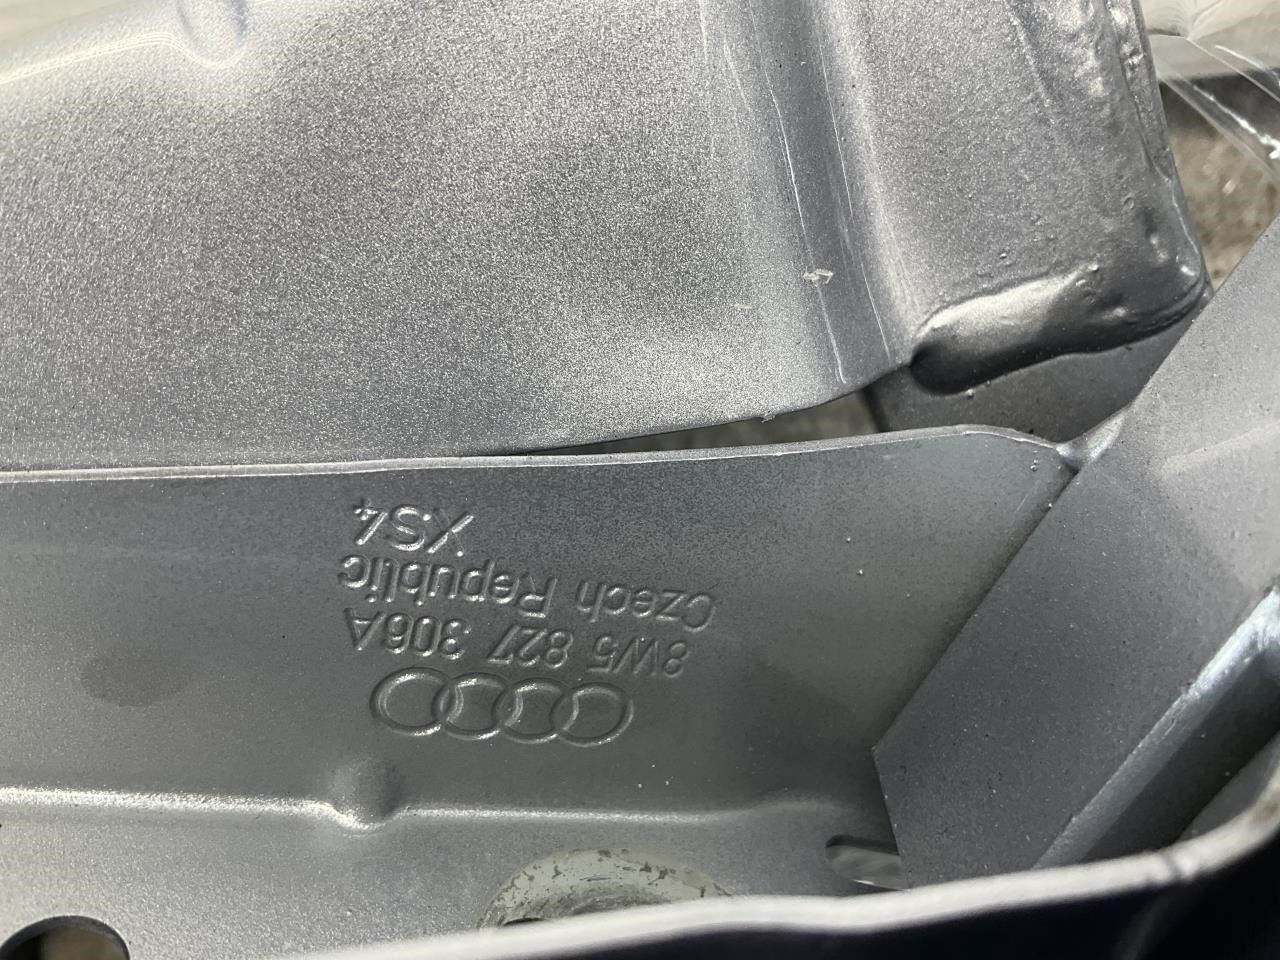 8W5 827 306A
Czech Republic
XS4